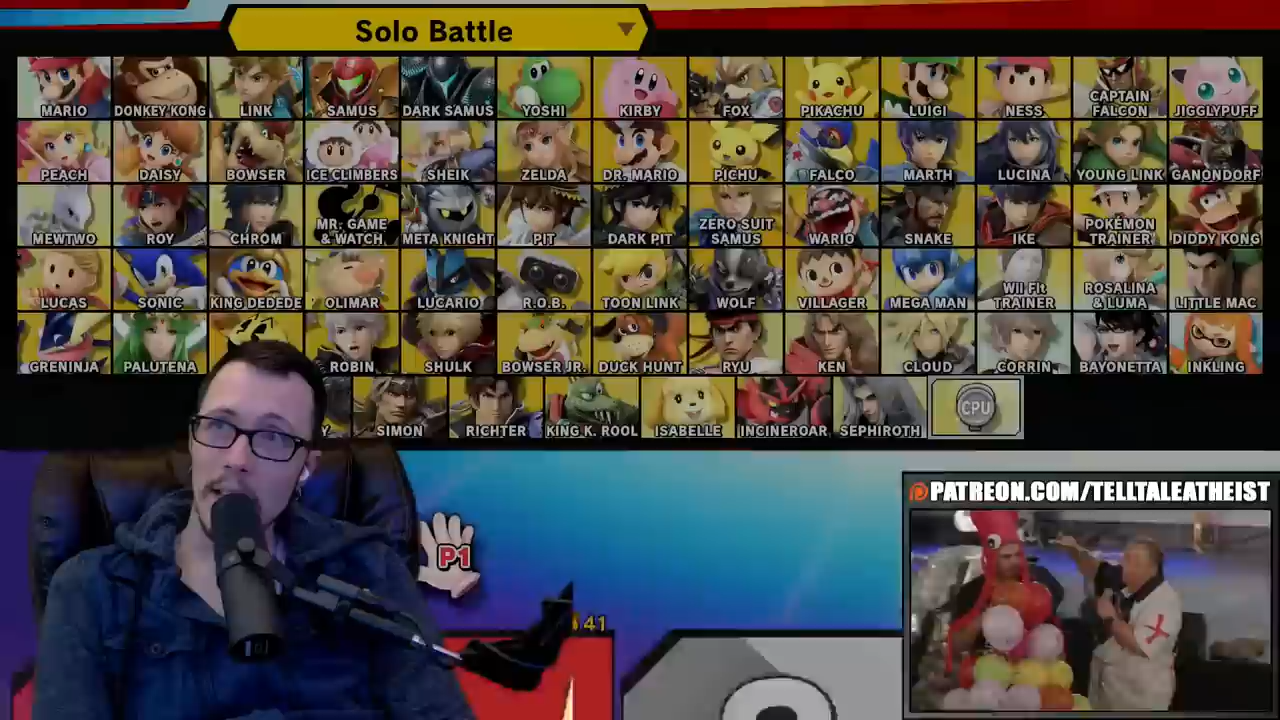 Solo Battle
MARIO DONKEY KONG LINK SAMUS DARK SAMUS YOSHI KIRBY FOX PIKACHU LUIGI NESS CAPTAIN FALCON JIGGLYPUFF
PEACH DAISY BOWSER ICE CLIMBERS SHEIK ZELDA DR. MARIO PICHU FALCO MARTH LUCINA YOUNG LINK GANONDORF
MEWTWO ROY CHROM MR. GAME & WATCH META KNIGHT PIT DARK PIT ZERO SUIT SAMUS WARIO SNAKE IKE POKÉMON TRAINER DIDDY KONG
LUCAS SONIC KING DEDEDE OLIMAR LUCARIO R.O.B. TOON LINK WOLF VILLAGER MEGA MAN Wii Fit TRAINER ROSALINA & LUMA LITTLE MAC
GRENINJA PALUTENA ROBIN SHULK BOWSER JR. DUCK HUNT RYU KEN CLOUD CORRIN BAYONETTA INKLING
Y SIMON RICHTER KING K. ROOL ISABELLE INCINEROAR SEPHIROTH CPU
PATREON.COM/TELLTALEATHEIST
P1
41